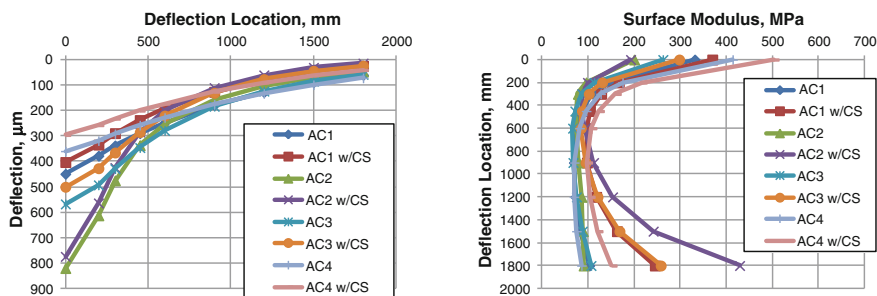 Deflection Location, mm
0 500 1000 1500 2000
0
100
200
300
400
500
600
700
800
900
Deflection, µm
AC1
AC1 w/CS
AC2
AC2 w/CS
AC3
AC3 w/CS
AC4
AC4 w/CS
Surface Modulus, MPa
0 100 200 300 400 500 600 700
0
200
400
600
800
1000
1200
1400
1600
1800
2000
Deflection Location, mm
AC1
AC1 w/CS
AC2
AC2 w/CS
AC3
AC3 w/CS
AC4
AC4 w/CS